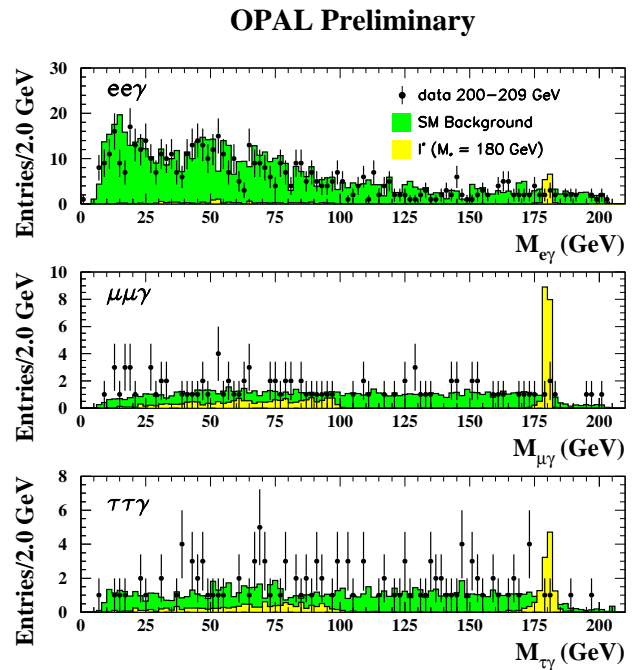 OPAL Preliminary
Entries/2.0 GeV
30
20
10
0
eeγ
data 200-209 GeV
SM Background
l* (M* = 180 GeV)
0 25 50 75 100 125 150 175 200
Meγ (GeV)
Entries/2.0 GeV
10
8
6
4
2
0
μμγ
0 25 50 75 100 125 150 175 200
Mμγ (GeV)
Entries/2.0 GeV
8
6
4
2
0
ττγ
0 25 50 75 100 125 150 175 200
Mτγ (GeV)